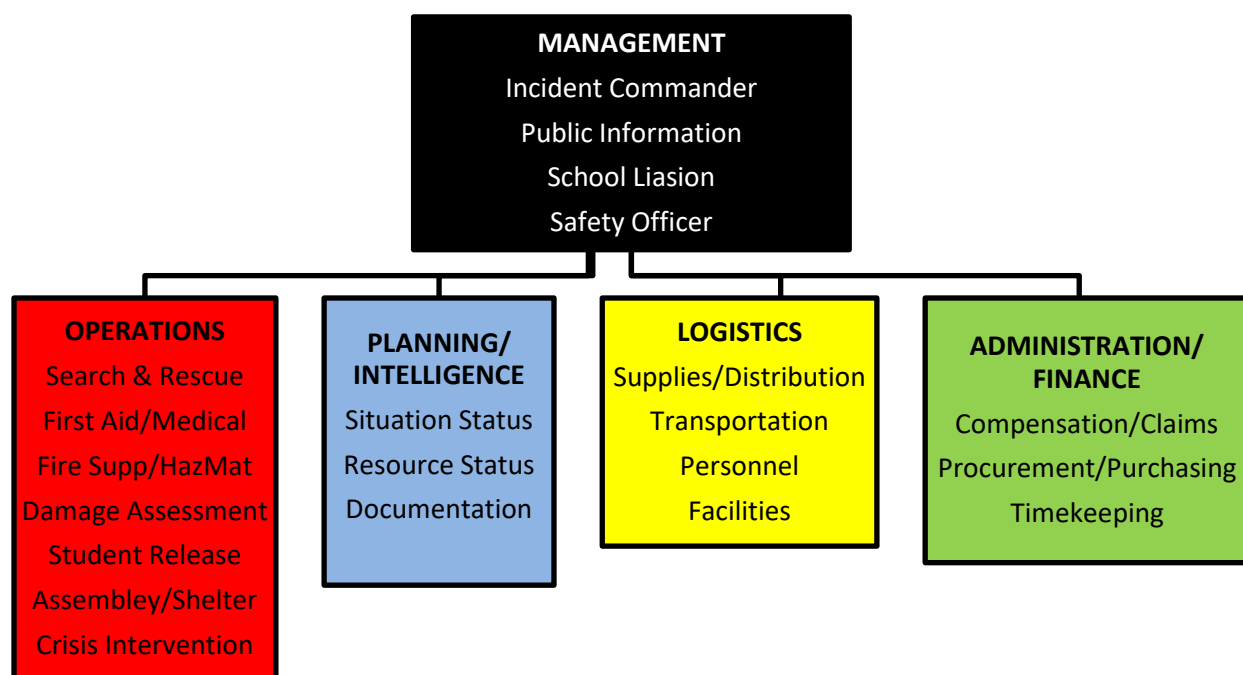 MANAGEMENT
Incident Commander
Public Information
School Liasion
Safety Officer
OPERATIONS
Search & Rescue
First Aid/Medical
Fire Supp/HazMat
Damage Assessment
Student Release
Assembley/Shelter
Crisis Intervention
PLANNING/
INTELLIGENCE
Situation Status
Resource Status
Documentation
LOGISTICS
Supplies/Distribution
Transportation
Personnel
Facilities
ADMINISTRATION/
FINANCE
Compensation/Claims
Procurement/Purchasing
Timekeeping